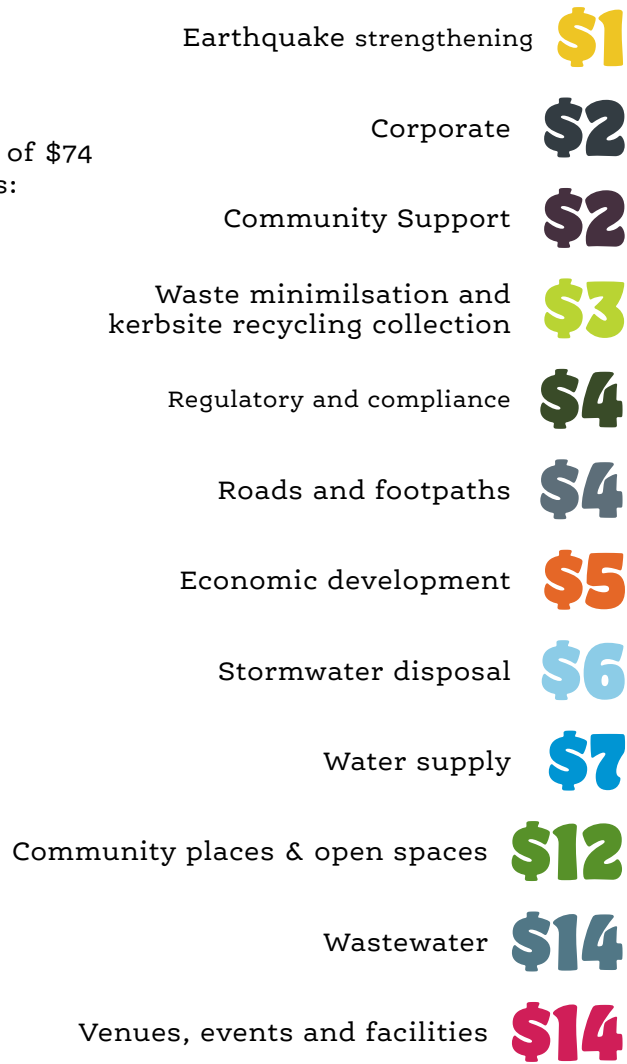 Earthquake strengthening $1
Corporate $2
of $74
s:
Community Support $2
Waste minimilsation and
kerbsite recycling collection $3
Regulatory and compliance $4
Roads and footpaths $4
Economic development $5
Stormwater disposal $6
Water supply $7
Community places & open spaces $12
Wastewater $14
Venues, events and facilities $14